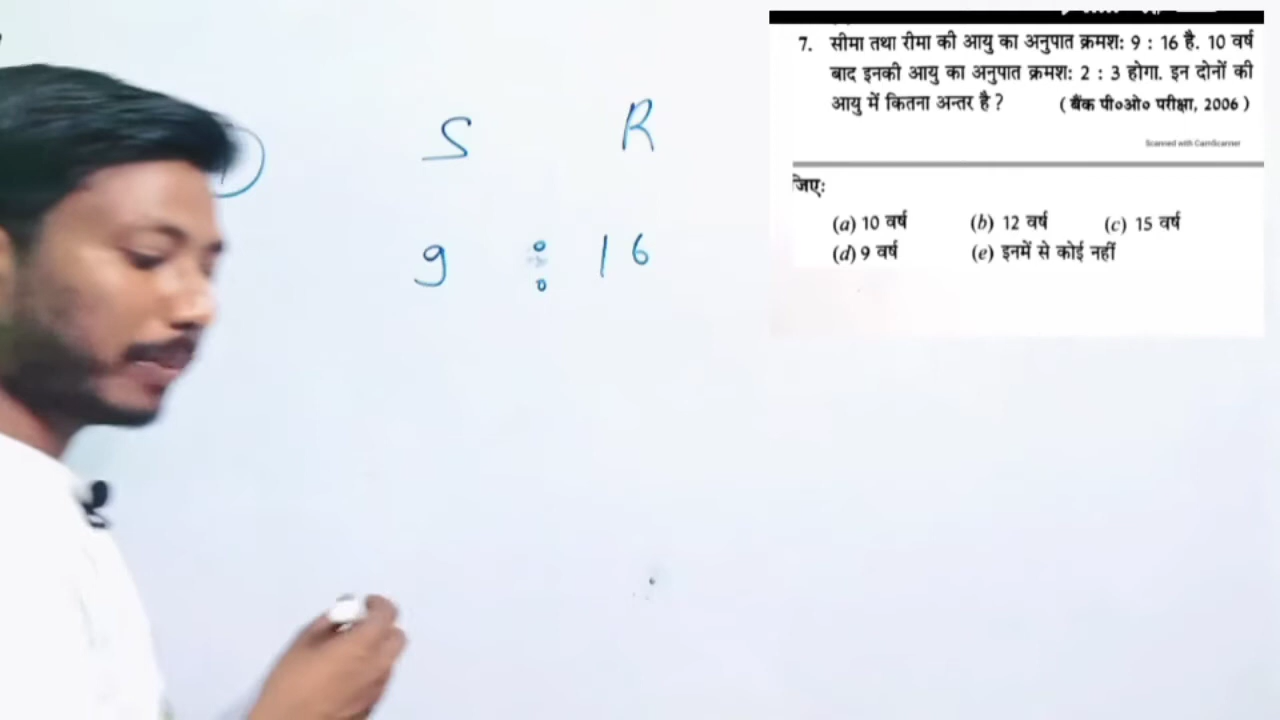 S R
9 : 16
7. सीमा तथा रीमा की आयु का अनुपात क्रमश: 9 : 16 है. 10 वर्ष
बाद इनकी आयु का अनुपात क्रमश: 2 : 3 होगा. इन दोनों की
आयु में कितना अन्तर है ? ( बैंक पी०ओ० परीक्षा, 2006 )
Scanned with CamScanner
जिए:
(a) 10 वर्ष (b) 12 वर्ष (c) 15 वर्ष
(d) 9 वर्ष (e) इनमें से कोई नहीं